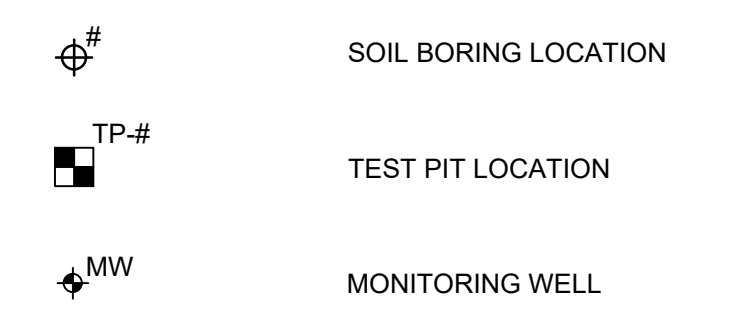 #
SOIL BORING LOCATION
TP-#
TEST PIT LOCATION
MW
MONITORING WELL